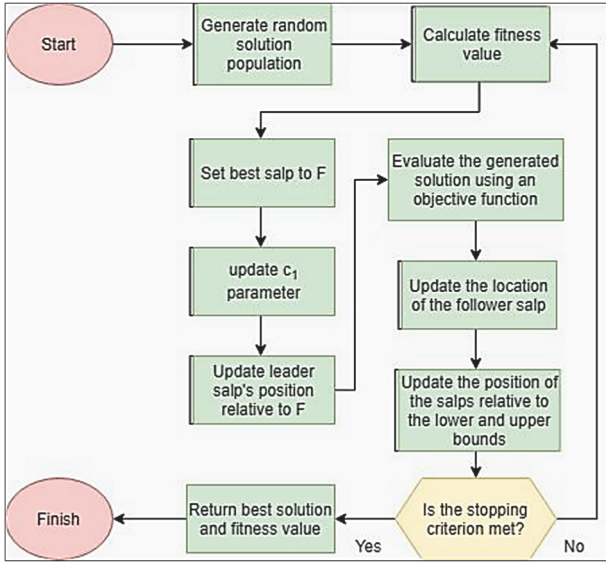 Start
Generate random
solution
population
Calculate fitness
value
Set best salp to F
update c₁
parameter
Update leader
salp's position
relative to F
Evaluate the generated
solution using an
objective function
Update the location
of the follower salp
Update the position of
the salps relative to
the lower and upper
bounds
Is the stopping
criterion met?
Yes
No
Return best solution
and fitness value
Finish